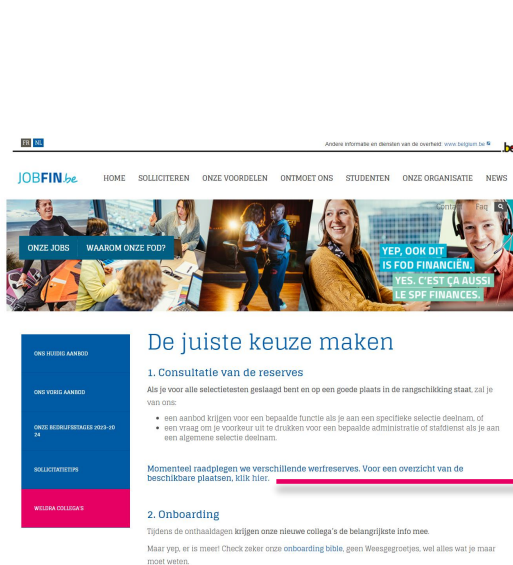 FR NL
Andere informatie en diensten van de overheid: www.belgium.be
JOBFIN.be
HOME SOLLICITEREN ONZE VOORDELEN ONTMOET ONS STUDENTEN ONZE ORGANISATIE NEWS
Contact Faq
ONZE JOBS WAAROM ONZE FOD?
YEP, OOK DIT
IS FOD FINANCIËN.
YES. C'EST ÇA AUSSI
LE SPF FINANCES.
ONS HUIDIG AANBOD
ONS VORIG AANBOD
ONZE BEDRIJFSSTAGES 2023-20
24
SOLLICITATIETIPS
WELDRA COLLEGA'S
De juiste keuze maken
1. Consultatie van de reserves
Als je voor alle selectietesten geslaagd bent en op een goede plaats in de rangschikking staat, zal je
van ons:
een aanbod krijgen voor een bepaalde functie als je aan een specifieke selectie deelnam, of
een vraag om je voorkeur uit te drukken voor een bepaalde administratie of stafdienst als je aan
een algemene selectie deelnam.
Momenteel raadplegen we verschillende werfreserves. Voor een overzicht van de
beschikbare plaatsen, klik hier.
2. Onboarding
Tijdens de onthaaldagen krijgen onze nieuwe collega's de belangrijkste info mee.
Maar yep, er is meer! Check zeker onze onboarding bible, geen Weesgegroetjes, wel alles wat je maar
moet weten.